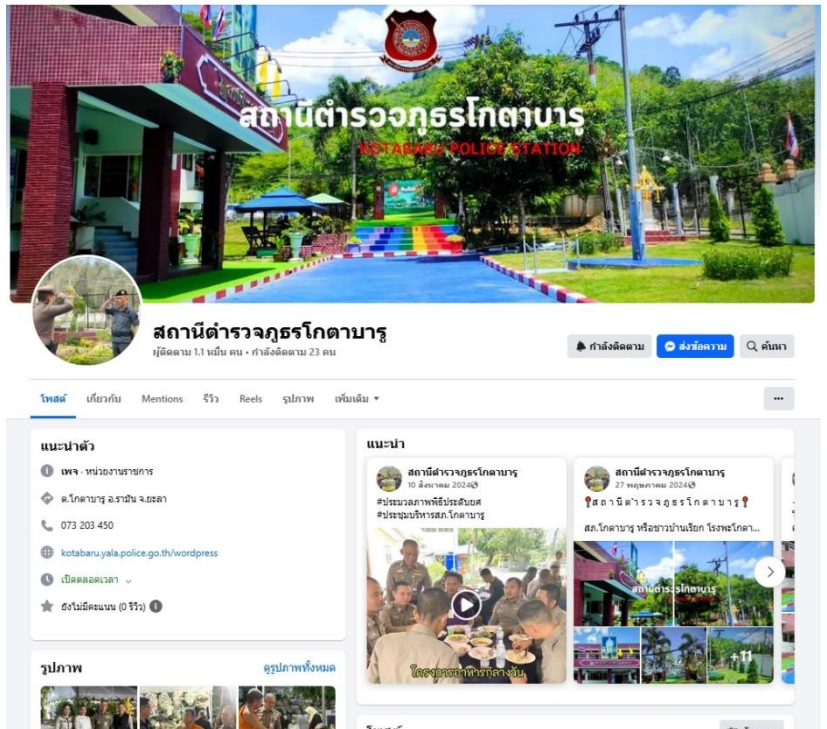 สถานีตำรวจภูธรโกตาบารู
KOTABARU POLICE STATION
สถานีตำรวจภูธรโกตาบารู
ผู้ติดตาม 1.1 หมื่น คน • กำลังติดตาม 23 คน
กำลังติดตาม
ส่งข้อความ
ค้นหา
โพสต์ เกี่ยวกับ Mentions รีวิว Reels รูปภาพ เพิ่มเติม
แนะนำตัว
เพจ · หน่วยงานราชการ
ต.โกตาบารู อ.รามัน จ.ยะลา
073 203 450
kotabaru.yala.police.go.th/wordpress
เปิดตลอดเวลา
ยังไม่มีคะแนน (0 รีวิว)
รูปภาพ
ดูรูปภาพทั้งหมด
แนะนำ
สถานีตำรวจภูธรโกตาบารู
10 สิงหาคม 2024
#ประมวลภาพพิธีประดับยศ
#ประชุมบริหารสภ.โกตาบารู
โครงการอาหารกลางวัน
สถานีตำรวจภูธรโกตาบารู
27 พฤษภาคม 2024
ส ถ า นี ตำ ร ว จ ภู ธ ร โ ก ต า บ า รู
สภ.โกตาบารู หรือชาวบ้านเรียก โรงพะโกตา...
+11